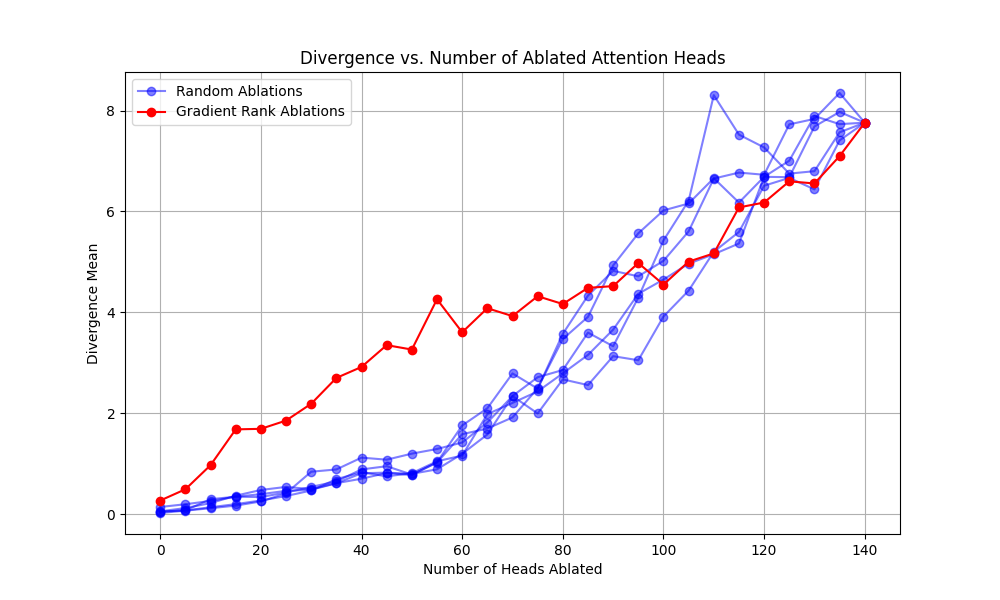 Divergence vs. Number of Ablated Attention Heads
Random Ablations
Gradient Rank Ablations
Divergence Mean
8
6
4
2
0
0 20 40 60 80 100 120 140
Number of Heads Ablated